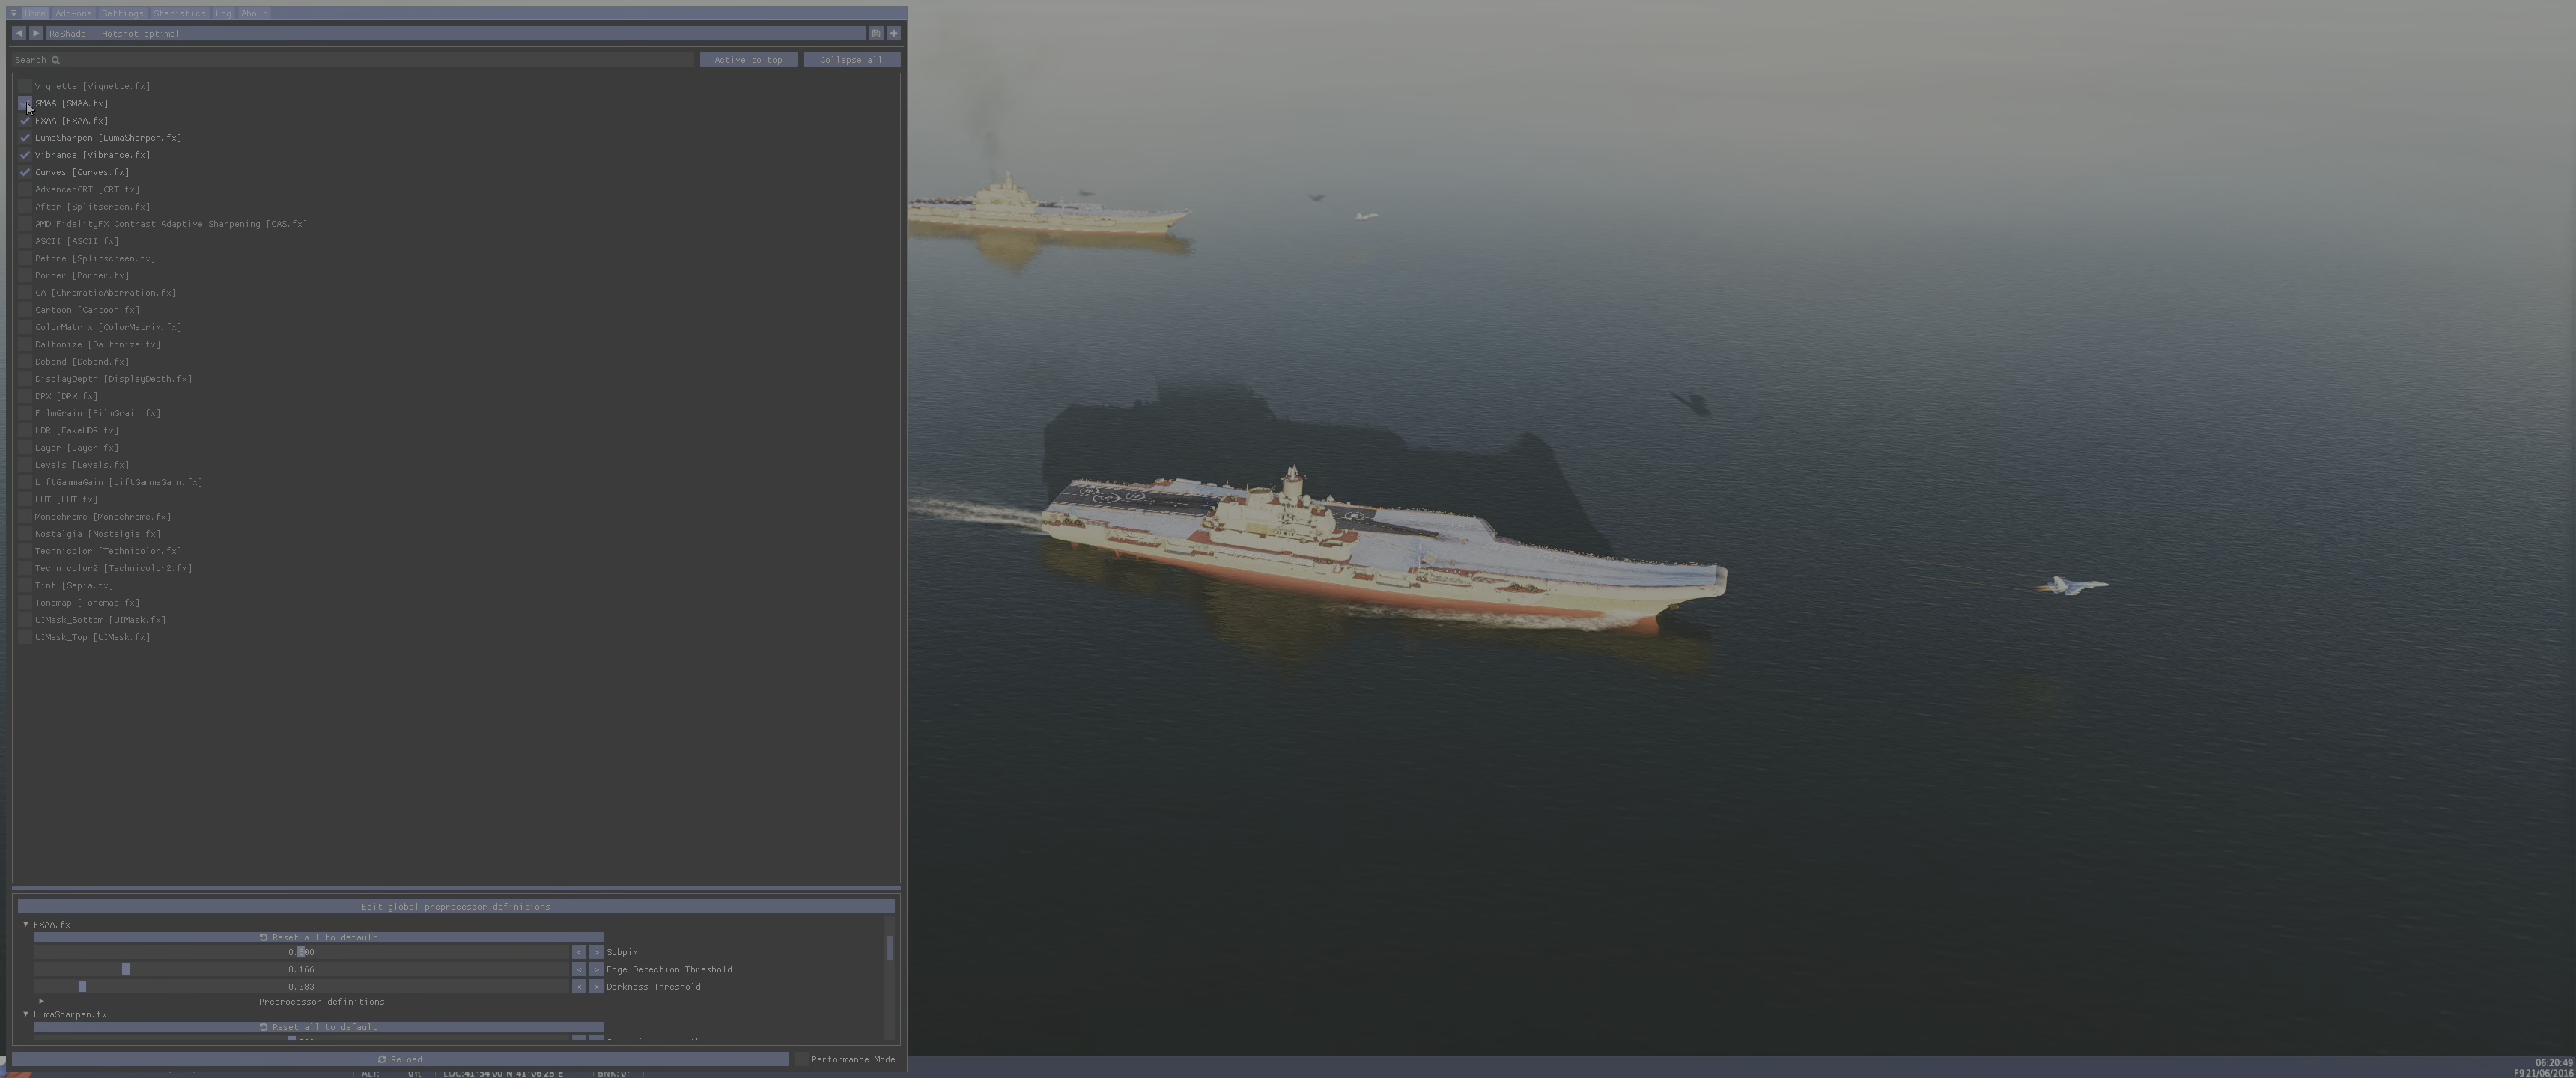 Home Add-ons Settings Statistics Log About
ReShade - Hotshot_optimal
Search Active to top Collapse all
Vignette [Vignette.fx]
SMAA [SMAA.fx]
FXAA [FXAA.fx]
LumaSharpen [LumaSharpen.fx]
Vibrance [Vibrance.fx]
Curves [Curves.fx]
AdvancedCRT [CRT.fx]
After [Splitscreen.fx]
AMD FidelityFX Contrast Adaptive Sharpening [CAS.fx]
ASCII [ASCII.fx]
Before [Splitscreen.fx]
Border [Border.fx]
CA [ChromaticAberration.fx]
Cartoon [Cartoon.fx]
ColorMatrix [ColorMatrix.fx]
Daltonize [Daltonize.fx]
Deband [Deband.fx]
DisplayDepth [DisplayDepth.fx]
DPX [DPX.fx]
FilmGrain [FilmGrain.fx]
HDR [FakeHDR.fx]
Layer [Layer.fx]
Levels [Levels.fx]
LiftGammaGain [LiftGammaGain.fx]
LUT [LUT.fx]
Monochrome [Monochrome.fx]
Nostalgia [Nostalgia.fx]
Technicolor [Technicolor.fx]
Technicolor2 [Technicolor2.fx]
Tint [Sepia.fx]
Tonemap [Tonemap.fx]
UIMask_Bottom [UIMask.fx]
UIMask_Top [UIMask.fx]
Edit global preprocessor definitions
FXAA.fx
Reset all to default
< > Subpix
0.166 < > Edge Detection Threshold
0.083 < > Darkness Threshold
Preprocessor definitions
LumaSharpen.fx
Reset all to default
Reload Performance Mode
06:20:49
F9 21/06/2016